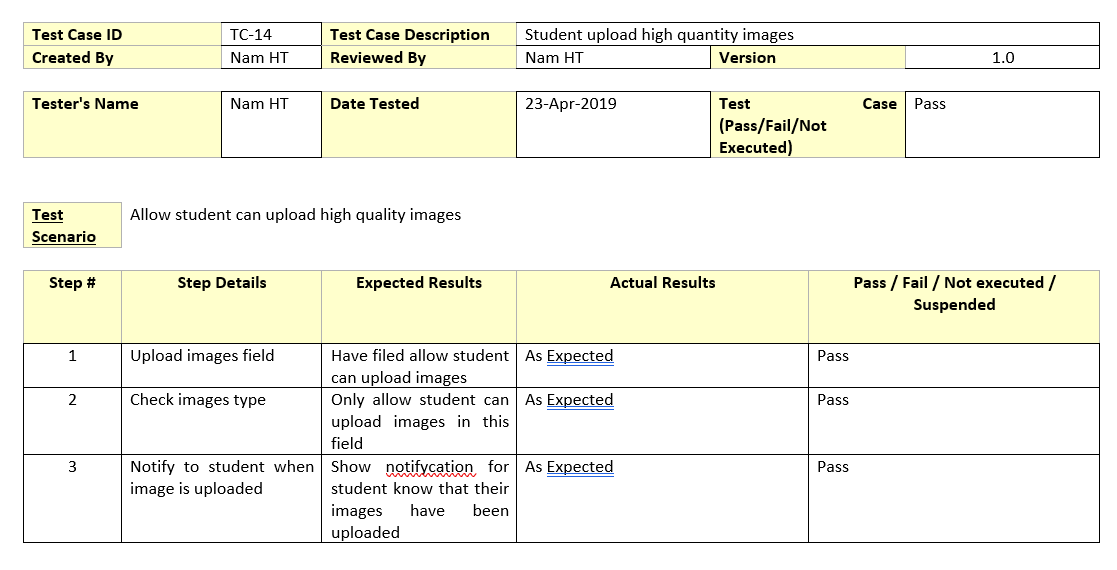 Test Case ID TC-14 Test Case Description Student upload high quantity images
Created By Nam HT Reviewed By Nam HT Version 1.0
Tester's Name Nam HT Date Tested 23-Apr-2019 Test Case Pass
(Pass/Fail/Not
Executed)
Test Allow student can upload high quality images
Scenario
Step # Step Details Expected Results Actual Results Pass / Fail / Not executed /
Suspended
1 Upload images field Have filed allow student As Expected Pass
can upload images
2 Check images type Only allow student can As Expected Pass
upload images in this
field
3 Notify to student when Show notifycation for As Expected Pass
image is uploaded student know that their
images have been
uploaded